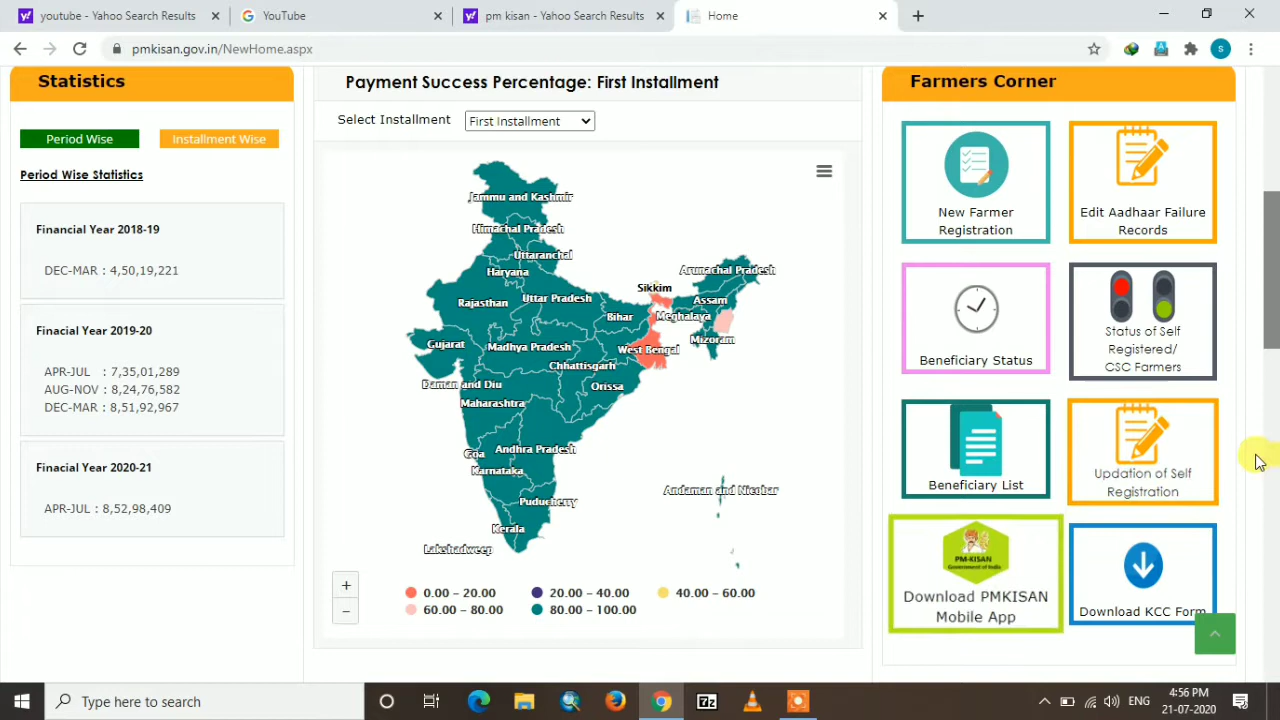 youtube - Yahoo Search Results
YouTube
pm kisan - Yahoo Search Results
Home
pmkisan.gov.in/NewHome.aspx
Statistics
Period Wise
Installment Wise
Period Wise Statistics
Financial Year 2018-19
DEC-MAR : 4,50,19,221
Finacial Year 2019-20
APR-JUL : 7,35,01,289
AUG-NOV : 8,24,76,582
DEC-MAR : 8,51,92,967
Finacial Year 2020-21
APR-JUL : 8,52,98,409
Payment Success Percentage: First Installment
Select Installment
First Installment
Jammu and Kashmir
Himachal Pradesh
Uttaranchal
Haryana
Arunachal Pradesh
Sikkim
Rajasthan
Uttar Pradesh
Assam
Bihar
Meghalaya
Gujarat
Madhya Pradesh
West Bengal
Mizoram
Chhattisgarh
Daman and Diu
Orissa
Maharashtra
Andhra Pradesh
Goa
Karnataka
Andaman and Nicobar
Puducherry
Kerala
Lakshadweep
+
−
0.00 – 20.00
20.00 – 40.00
40.00 – 60.00
60.00 – 80.00
80.00 – 100.00
Farmers Corner
New Farmer
Registration
Edit Aadhaar Failure
Records
Beneficiary Status
Status of Self
Registered/
CSC Farmers
Beneficiary List
Updation of Self
Registration
PM-KISAN
Government of India
Download PMKISAN
Mobile App
Download KCC Form
Type here to search
7z
ENG
4:56 PM
21-07-2020